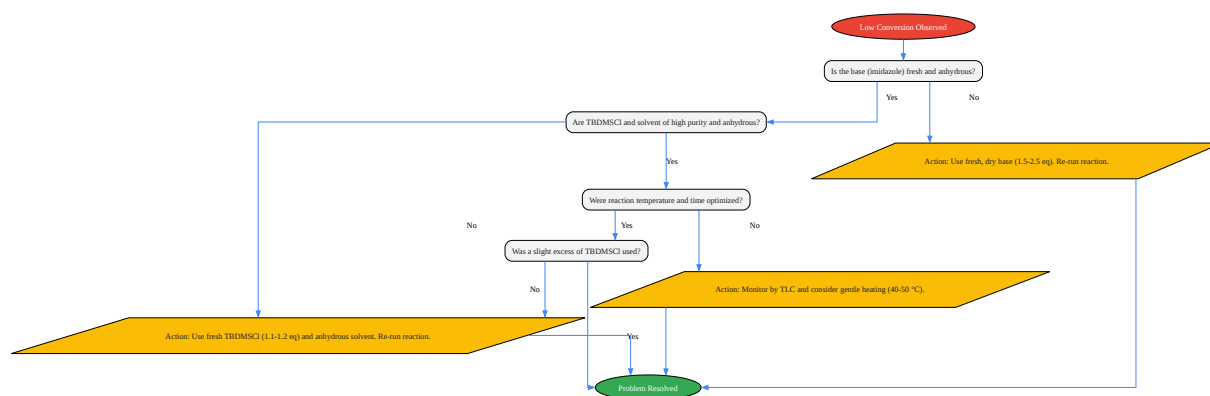 Low Conversion Observed
Is the base (imidazole) fresh and anhydrous?
Yes
No
Are TBDMSCl and solvent of high purity and anhydrous?
Yes
Action: Use fresh, dry base (1.5-2.5 eq). Re-run reaction.
Were reaction temperature and time optimized?
No
Yes
No
Was a slight excess of TBDMSCl used?
No
Action: Monitor by TLC and consider gentle heating (40-50 °C).
Action: Use fresh TBDMSCl (1.1-1.2 eq) and anhydrous solvent. Re-run reaction.
Yes
Problem Resolved